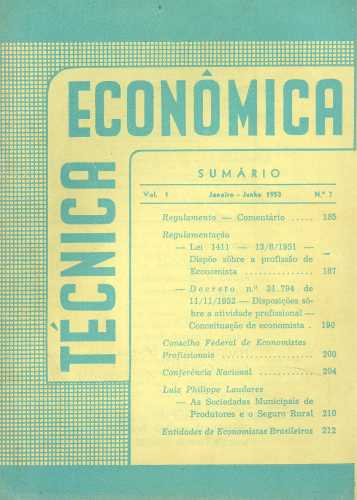 TÉCNICA
ECONÔMICA
SUMÁRIO
Vol. 1 Janeiro - Junho 1953 N.º 7
Regulamento — Comentário ..... 185
Regulamentação
— Lei 1411 — 13/8/1951 —
Dispõe sôbre a profissão de
Economista ............... 187
— Decreto n.º 31.794 de
11/11/1952 — Disposições sô-
bre a atividade profissional —
Conceituação de economista . 190
Conselho Federal de Economistas
Profissionais .................... 200
Conferência Nacional ............ 204
Luiz Philippe Laudares
— As Sociedades Municipais de
Produtores e o Seguro Rural 210
Entidades de Economistas Brasileiros 212